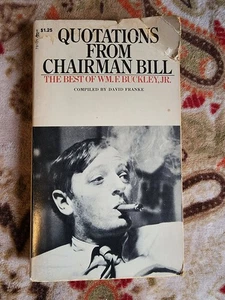 $1.25
QUOTATIONS
FROM
CHAIRMAN BILL
THE BEST OF WM. F. BUCKLEY, JR.
COMPILED BY DAVID FRANKE